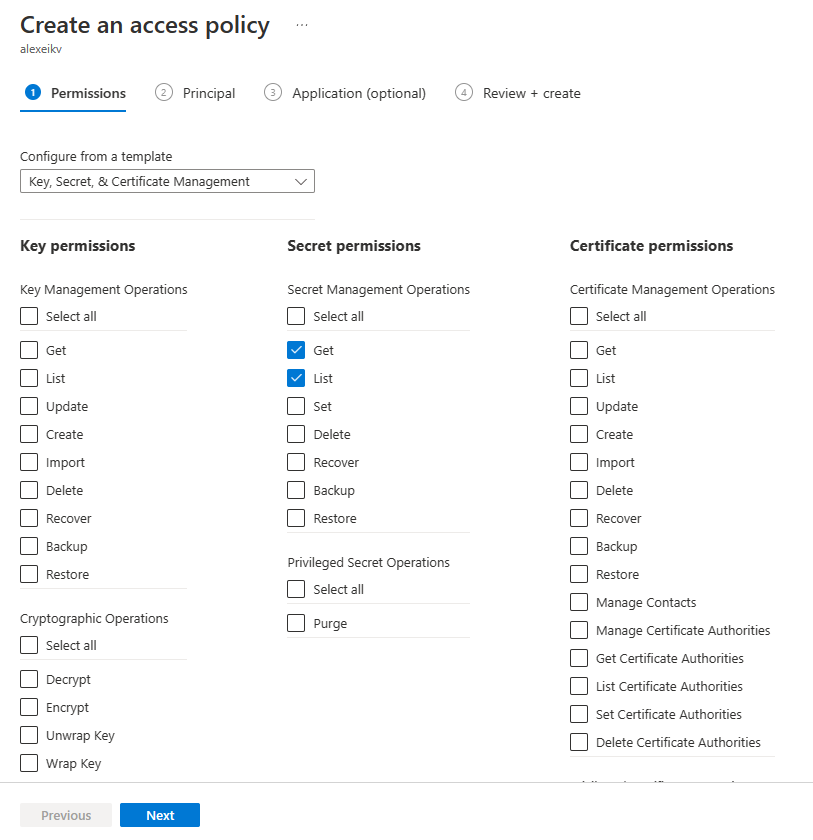 Create an access policy ...
alexeikv
1 Permissions 2 Principal 3 Application (optional) 4 Review + create
Configure from a template
Key, Secret, & Certificate Management
Key permissions
Key Management Operations
Select all
Get
List
Update
Create
Import
Delete
Recover
Backup
Restore
Cryptographic Operations
Select all
Decrypt
Encrypt
Unwrap Key
Wrap Key
Secret permissions
Secret Management Operations
Select all
Get
List
Set
Delete
Recover
Backup
Restore
Privileged Secret Operations
Select all
Purge
Certificate permissions
Certificate Management Operations
Select all
Get
List
Update
Create
Import
Delete
Recover
Backup
Restore
Manage Contacts
Manage Certificate Authorities
Get Certificate Authorities
List Certificate Authorities
Set Certificate Authorities
Delete Certificate Authorities
Previous Next